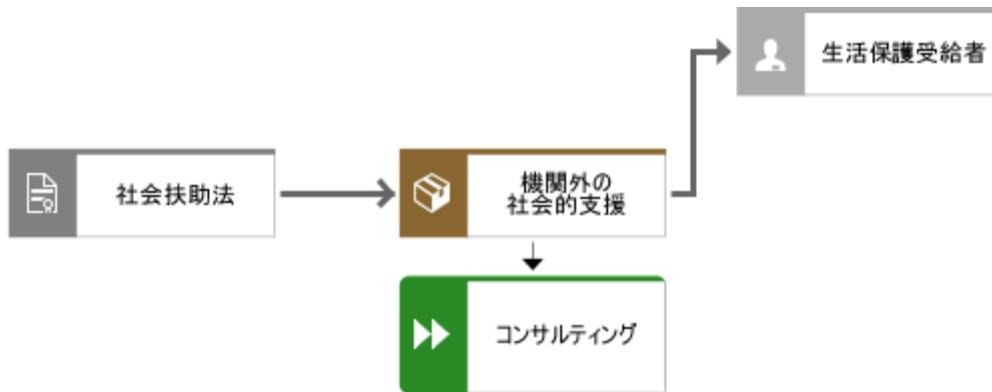 生活保護受給者
社会扶助法
機関外の
社会的支援
コンサルティング